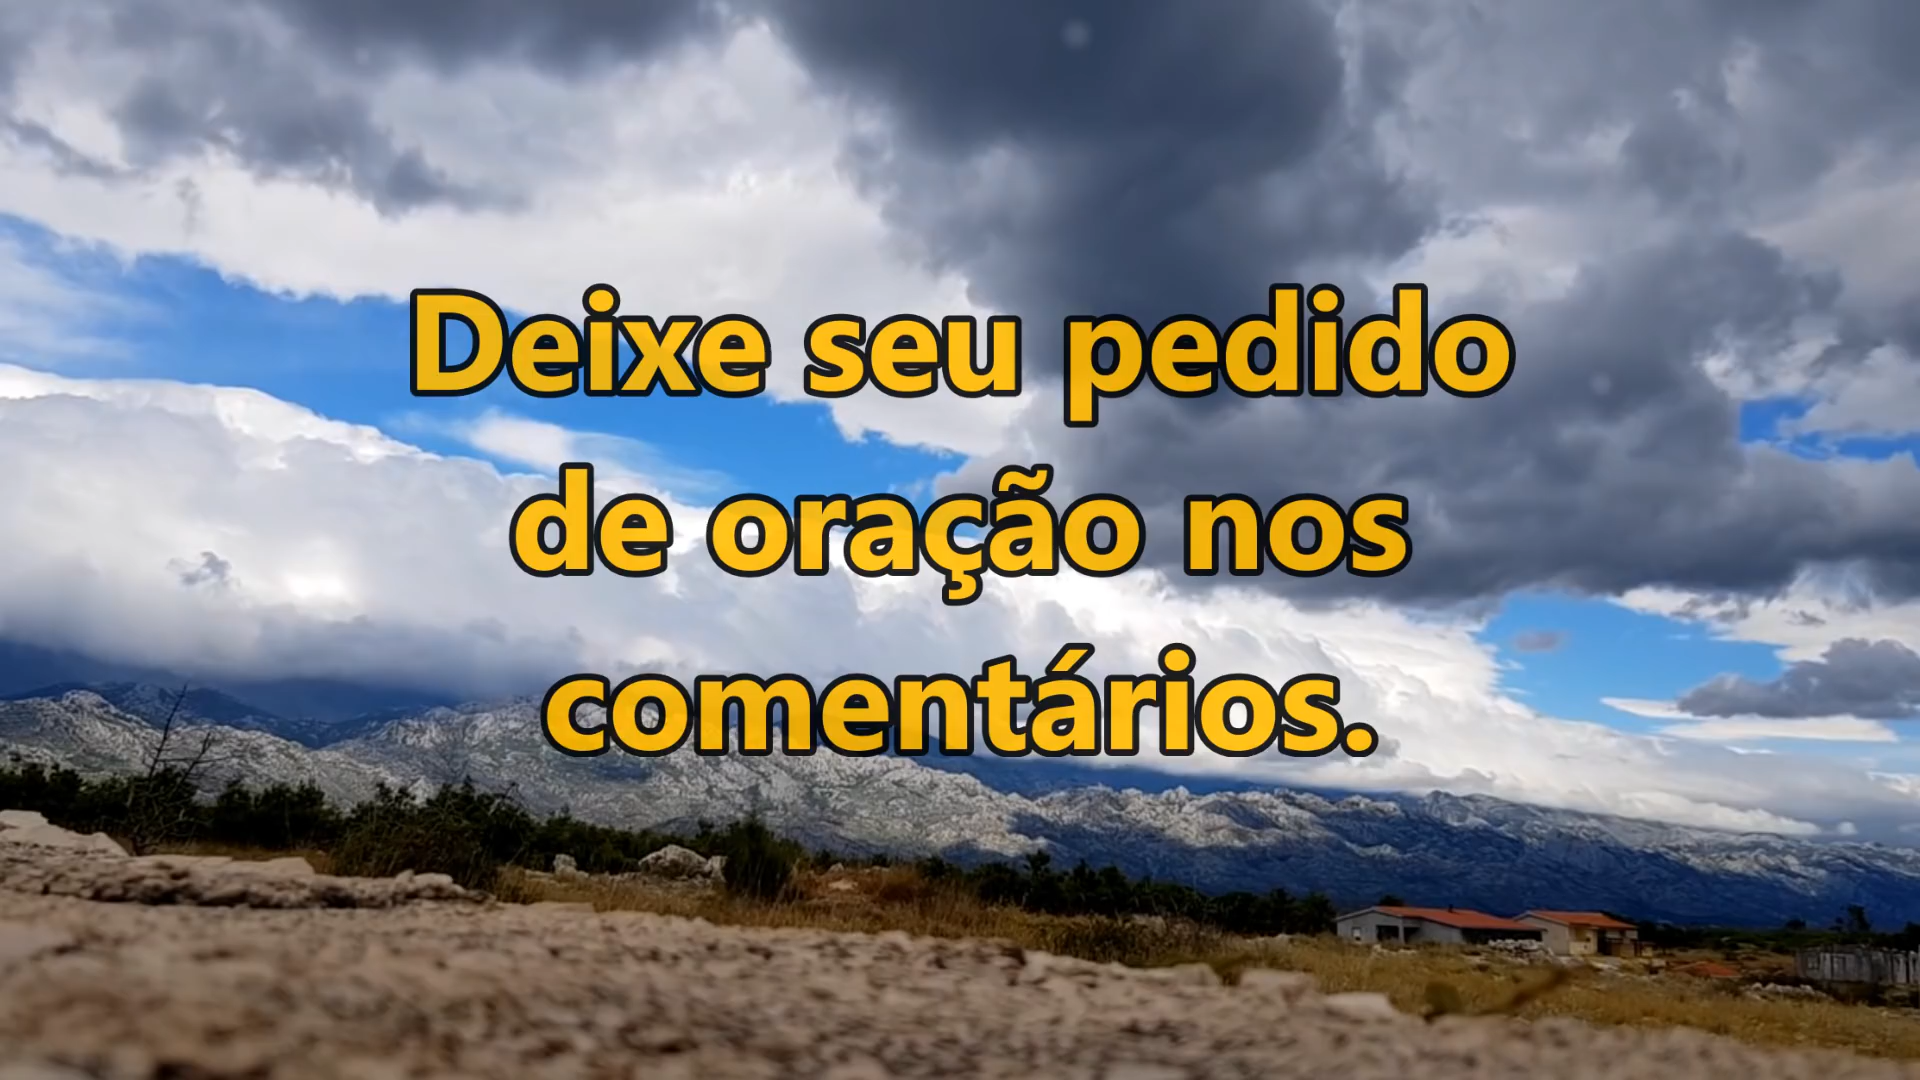 Deixe seu pedido
de oração nos
comentários.